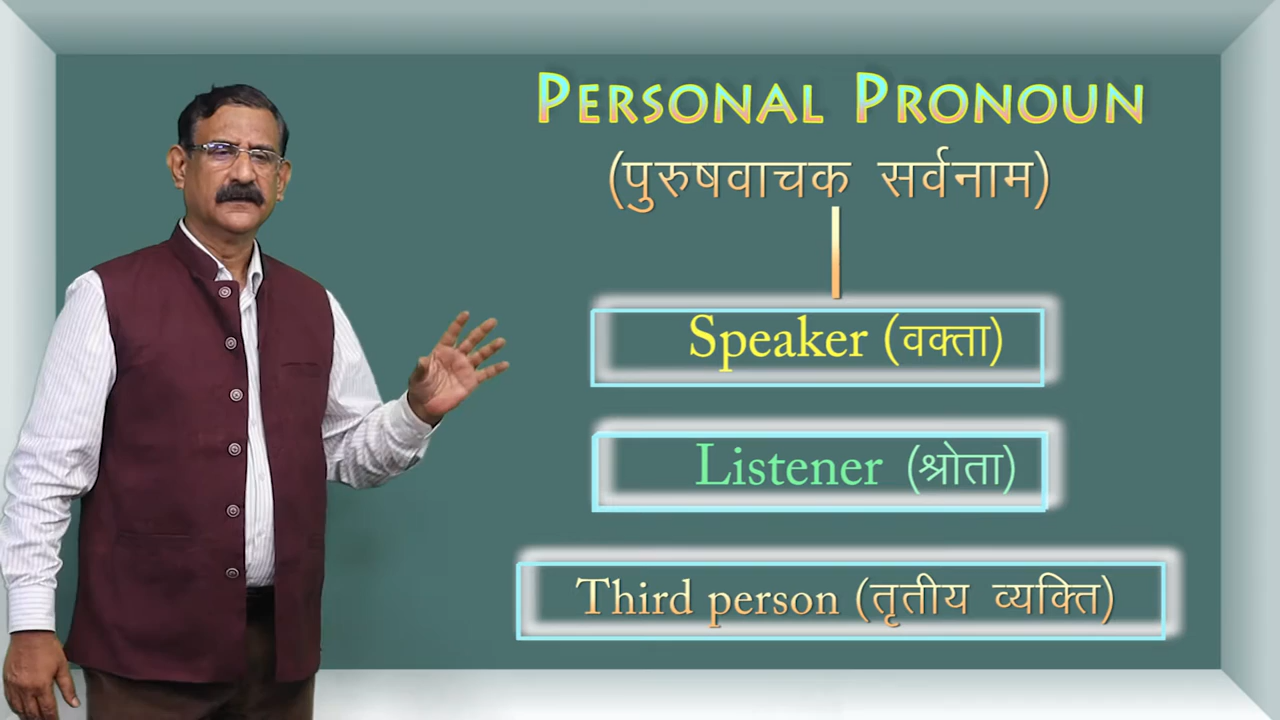 PERSONAL PRONOUN
(पुरुषवाचक सर्वनाम)
Speaker (वक्ता)
Listener (श्रोता)
Third person (तृतीय व्यक्ति)